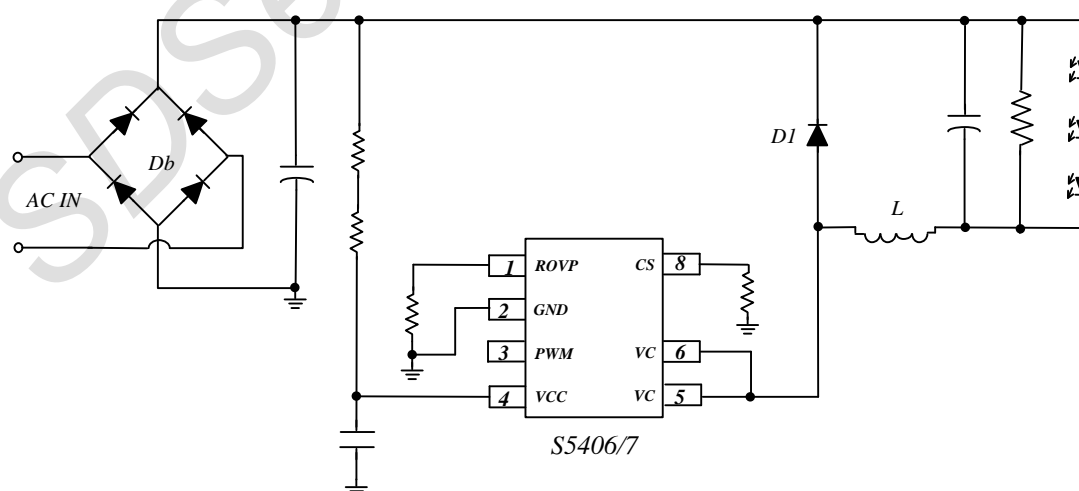 SDSe
D1
Db
AC IN
L
1 ROVP
CS 8
2 GND
3 PWM
VC 6
4 VCC
VC 5
S5406/7